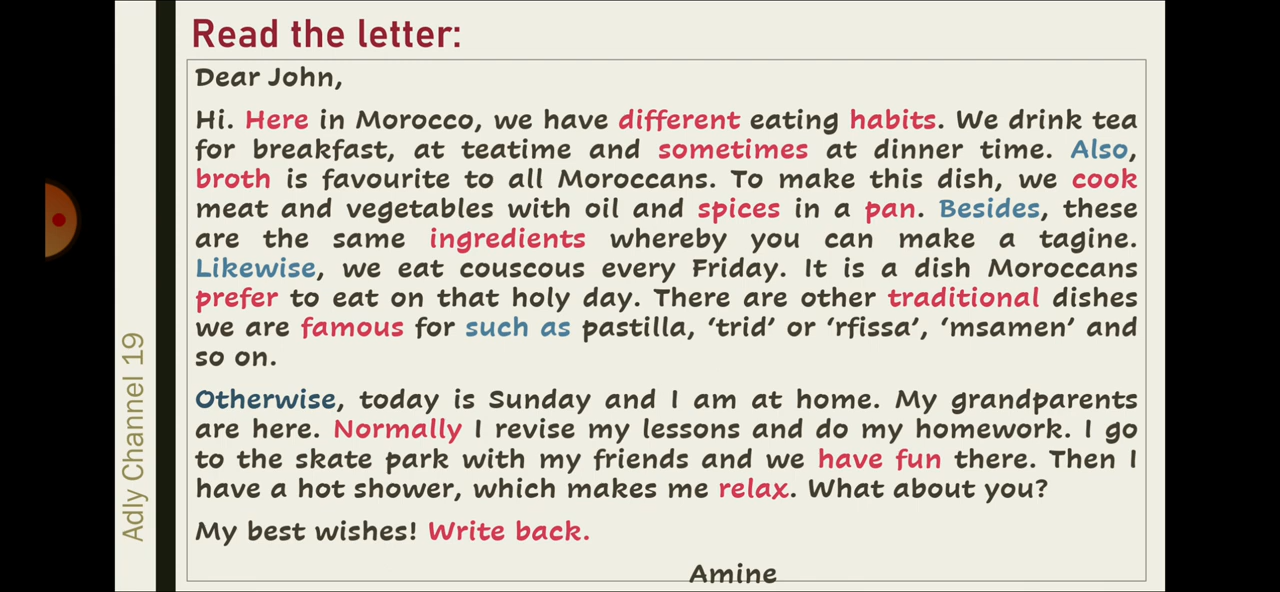 Read the letter:
Dear John,
Hi. Here in Morocco, we have different eating habits. We drink tea
for breakfast, at teatime and sometimes at dinner time. Also,
broth is favourite to all Moroccans. To make this dish, we cook
meat and vegetables with oil and spices in a pan. Besides, these
are the same ingredients whereby you can make a tagine.
Likewise, we eat couscous every Friday. It is a dish Moroccans
prefer to eat on that holy day. There are other traditional dishes
we are famous for such as pastilla, ‘trid’ or ‘rfissa’, ‘msamen’ and
so on.
Otherwise, today is Sunday and I am at home. My grandparents
are here. Normally I revise my lessons and do my homework. I go
to the skate park with my friends and we have fun there. Then I
have a hot shower, which makes me relax. What about you?
My best wishes! Write back.
Amine
Adly Channel 19